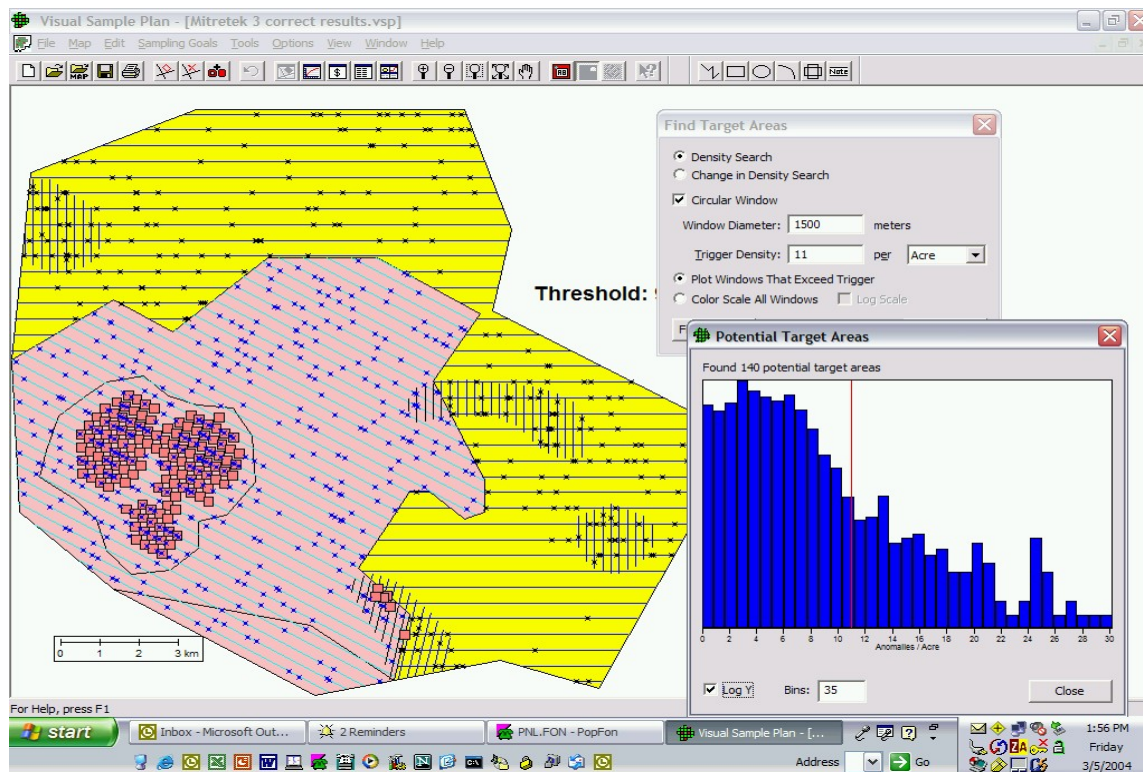 Visual Sample Plan - [Mitretek 3 correct results.vsp]
File Map Edit Sampling Goals Tools Options View Window Help
MAP
Note
Find Target Areas
Density Search
Change in Density Search
Circular Window
Window Diameter: 1500 meters
Trigger Density: 11 per Acre
Plot Windows That Exceed Trigger
Threshold:
Color Scale All Windows Log Scale
Potential Target Areas
Found 140 potential target areas
0 2 4 6 8 10 12 14 16 18 20 22 24 26 28 30
Anomalies / Acre
0 1 2 3 km
Log Y Bins: 35 Close
For Help, press F1
start Inbox - Microsoft Out... 2 Reminders PNL.FON - PopFon Visual Sample Plan - [... 1:56 PM
Friday
Address Go 3/5/2004